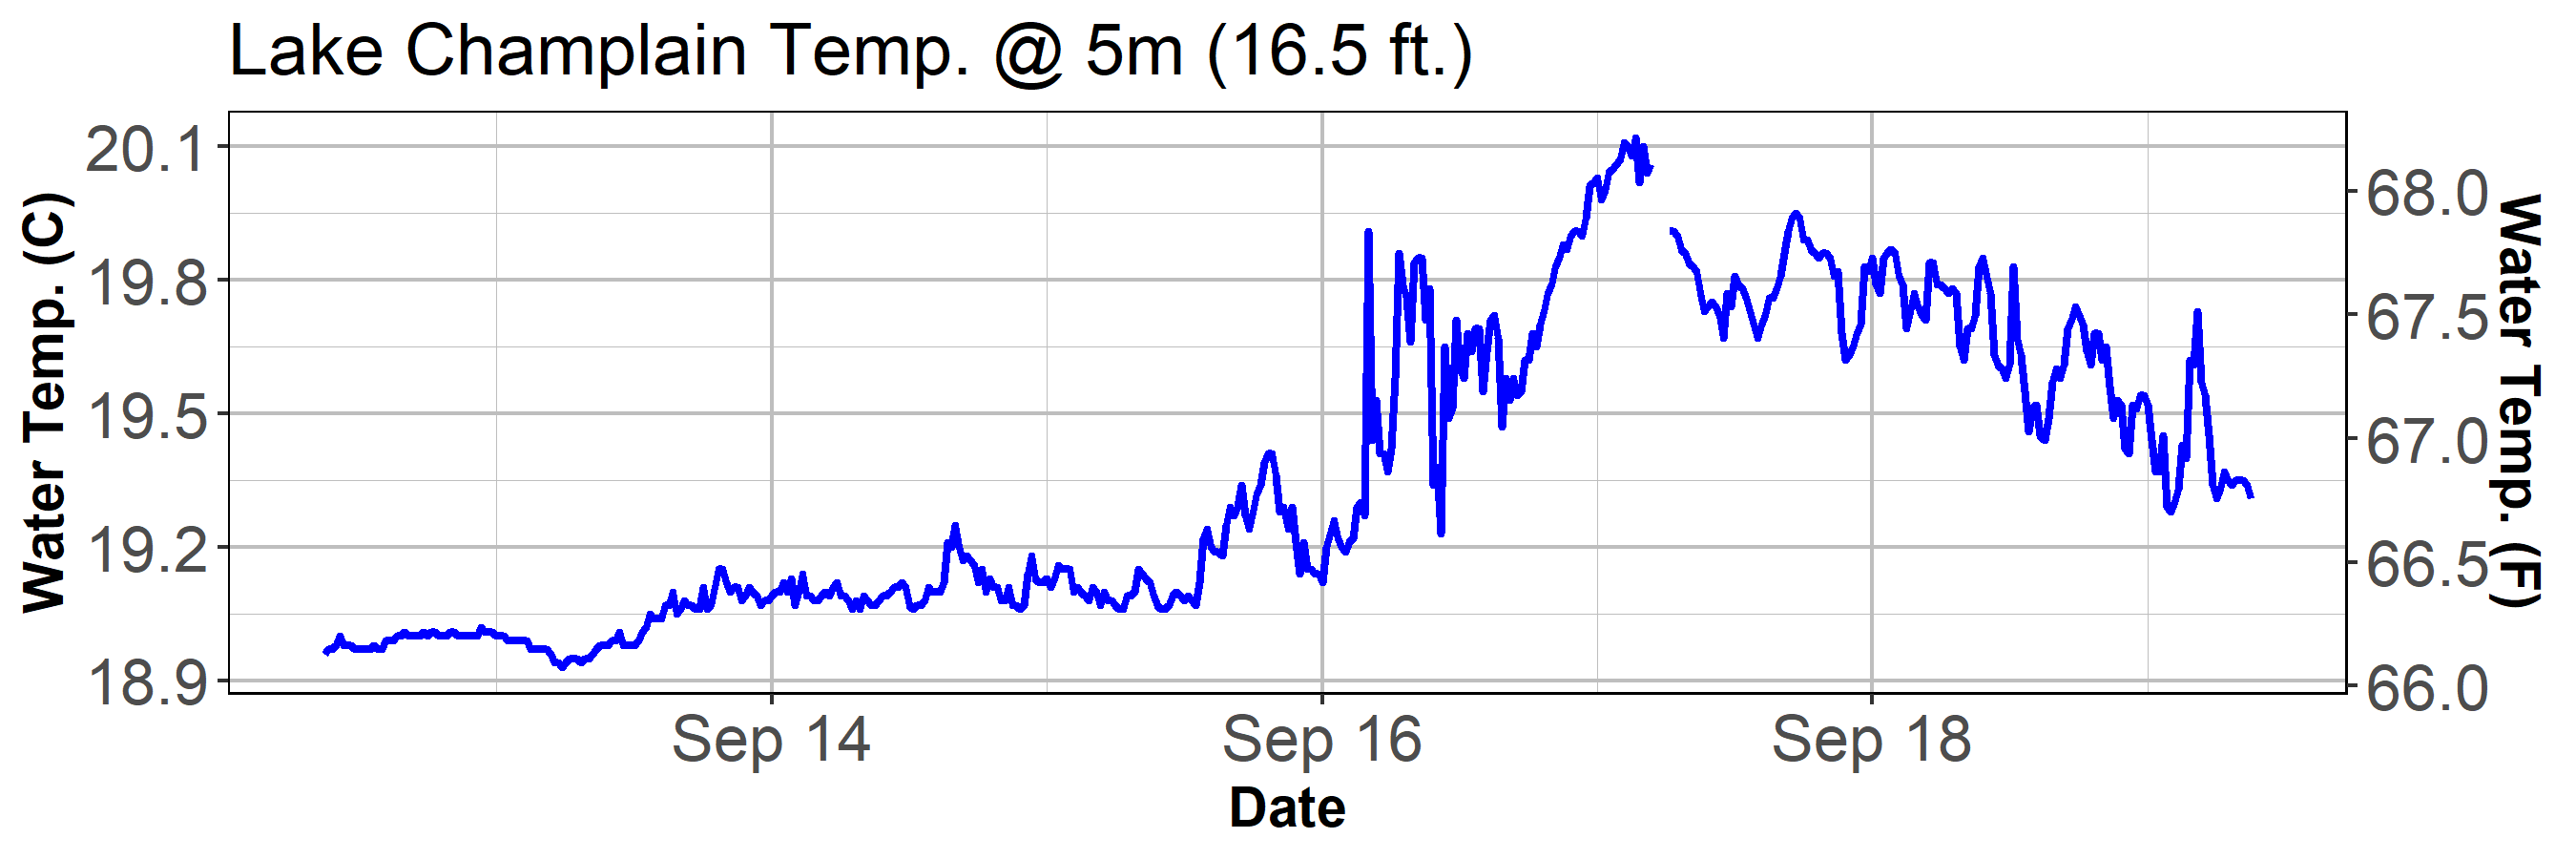 Lake Champlain Temp. @ 5m (16.5 ft.)
Water Temp. (C)
20.1
19.8
19.5
19.2
18.9
68.0
67.5
67.0
66.5
66.0
Water Temp. (F)
Sep 14
Sep 16
Sep 18
Date